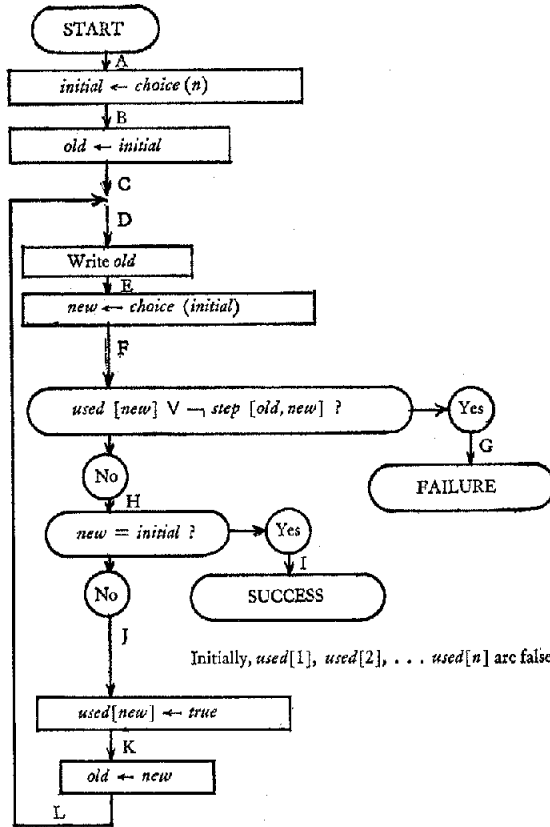 START
A
initial ← choice (n)
B
old ← initial
C
D
Write old
E
new ← choice (initial)
F
used [new] ∨ ¬ step [old, new] ?
Yes
No
G
FAILURE
H
new = initial ?
Yes
I
No
SUCCESS
J
Initially, used[1], used[2], . . . used[n] are false
used[new] ← true
K
old ← new
L